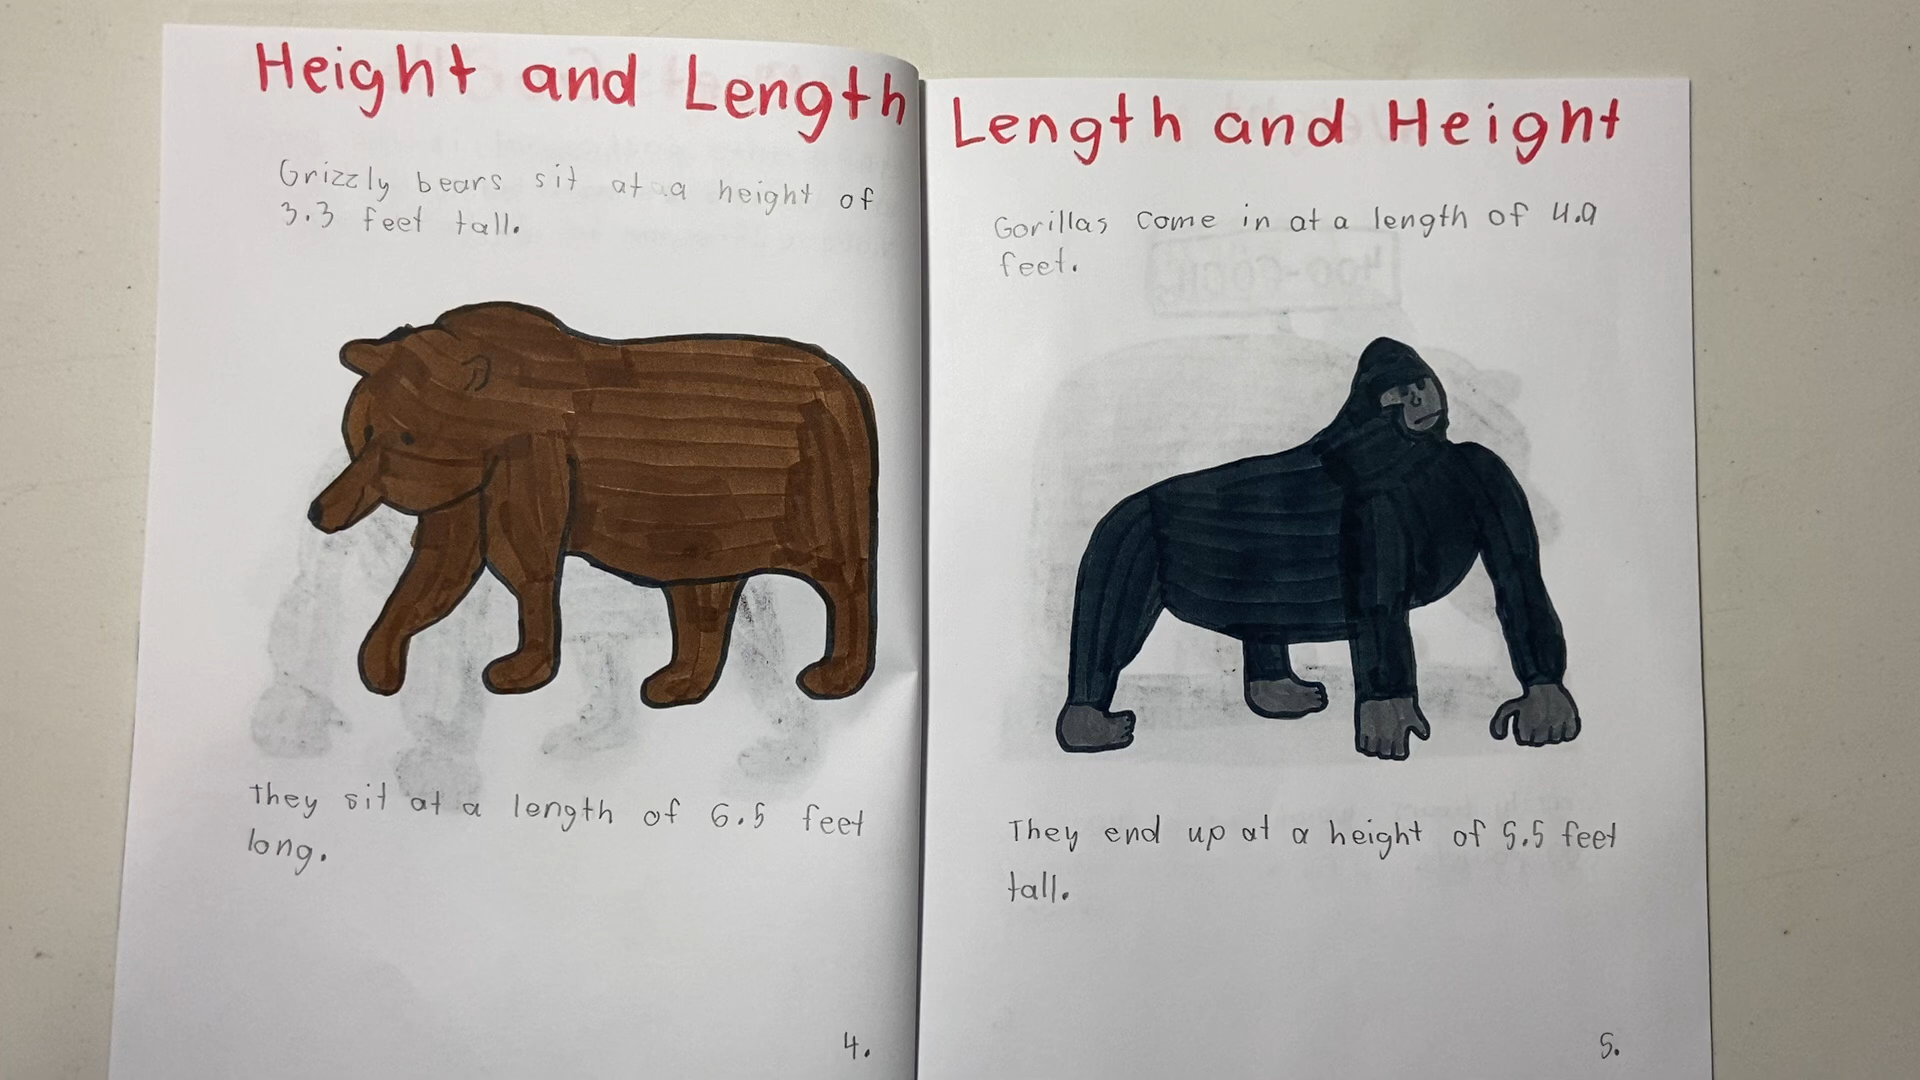 Height and Length
Grizzly bears sit at a height of
3.3 feet tall.
They sit at a length of 6.5 feet
long.
4.
Length and Height
Gorillas come in at a length of 4.9
feet.
They end up at a height of 5.5 feet
tall.
5.